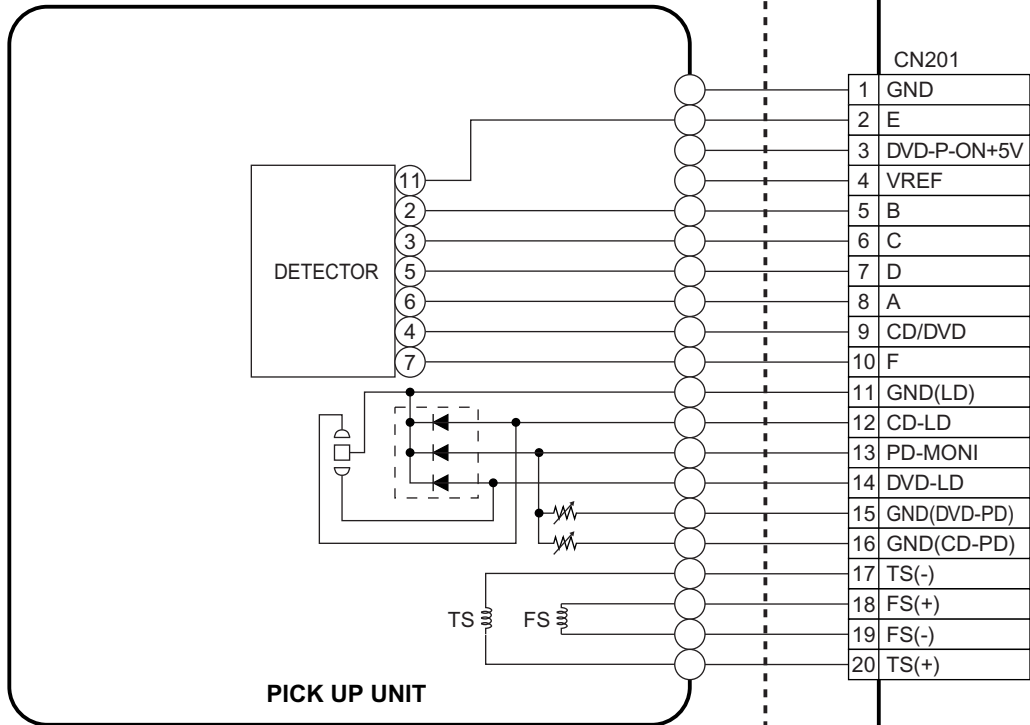 CN201
1 GND
2 E
3 DVD-P-ON+5V
4 VREF
5 B
6 C
7 D
8 A
9 CD/DVD
10 F
11 GND(LD)
12 CD-LD
13 PD-MONI
14 DVD-LD
15 GND(DVD-PD)
16 GND(CD-PD)
17 TS(-)
18 FS(+)
19 FS(-)
20 TS(+)
DETECTOR
11
2
3
5
6
4
7
TS FS
PICK UP UNIT